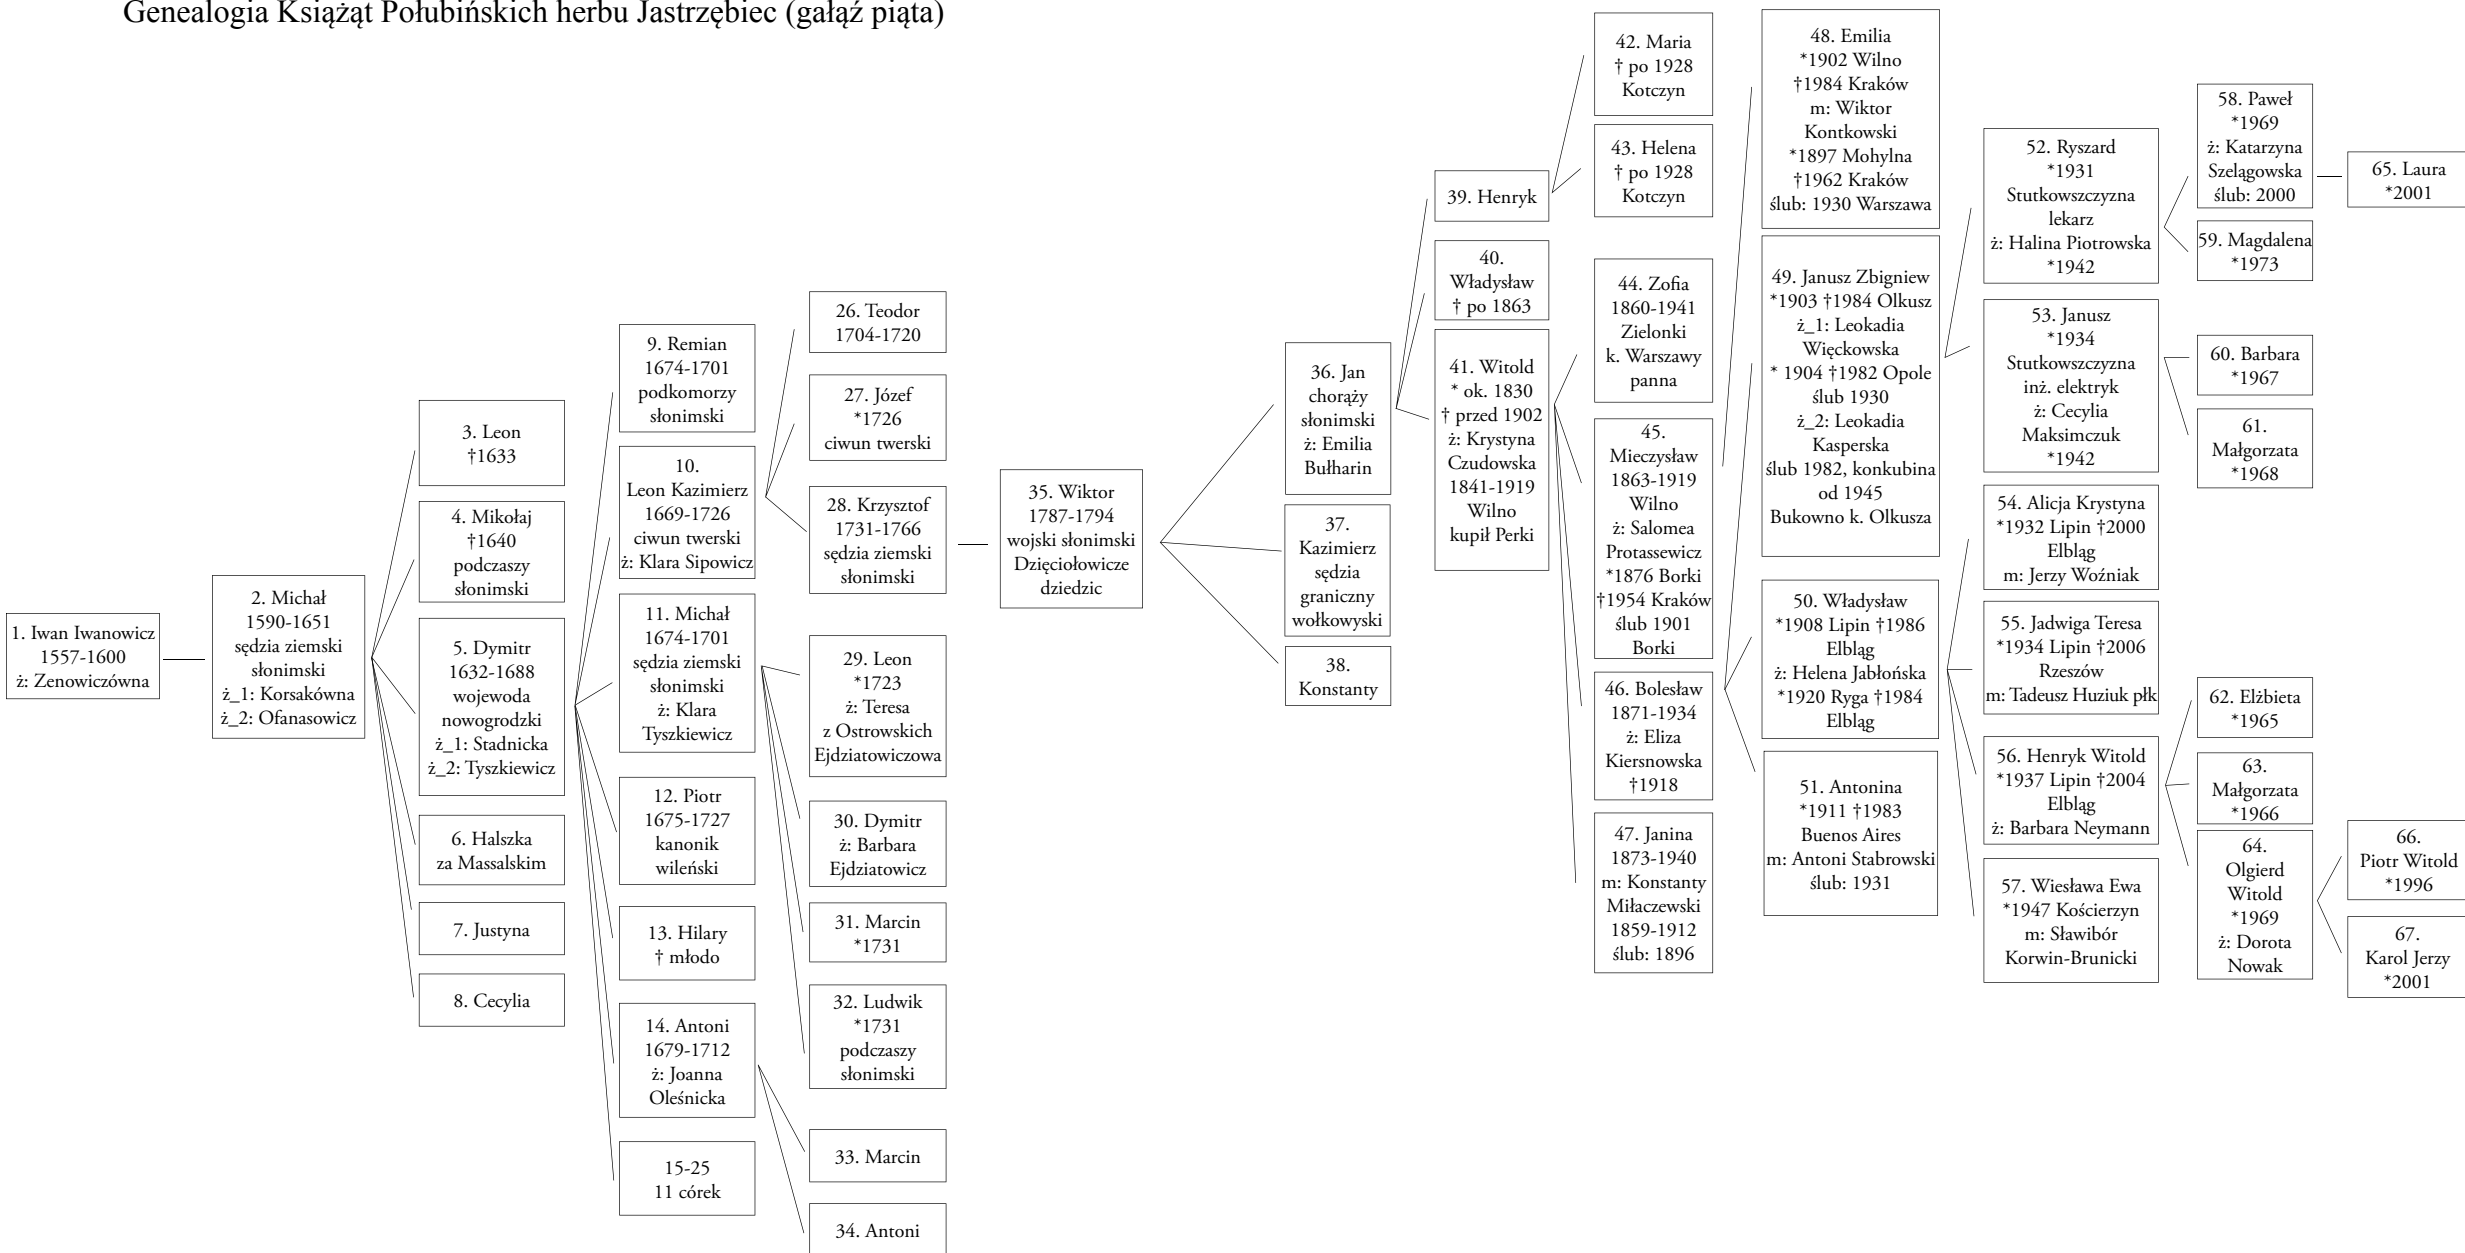 Genealogia Książąt Połubińskich herbu Jastrzębiec (gałąź piąta)
1. Iwan Iwanowicz
1557-1600
ż: Zenowiczówna
2. Michał
1590-1651
sędzia ziemski
słonimski
ż_1: Korsakówna
ż_2: Ofanasowicz
3. Leon
†1633
4. Mikołaj
†1640
podczaszy
słonimski
5. Dymitr
1632-1688
wojewoda
nowogrodzki
ż_1: Stadnicka
ż_2: Tyszkiewicz
6. Halszka
za Massalskim
7. Justyna
8. Cecylia
9. Remian
1674-1701
podkomorzy
słonimski
10.
Leon Kazimierz
1669-1726
ciwun twerski
ż: Klara Sipowicz
11. Michał
1674-1701
sędzia ziemski
słonimski
ż: Klara
Tyszkiewicz
12. Piotr
1675-1727
kanonik
wileński
13. Hilary
† młodo
14. Antoni
1679-1712
ż: Joanna
Oleśnicka
15-25
11 córek
26. Teodor
1704-1720
27. Józef
*1726
ciwun twerski
28. Krzysztof
1731-1766
sędzia ziemski
słonimski
29. Leon
*1723
ż: Teresa
z Ostrowskich
Ejdziatowiczowa
30. Dymitr
ż: Barbara
Ejdziatowicz
31. Marcin
*1731
32. Ludwik
*1731
podczaszy
słonimski
33. Marcin
34. Antoni
35. Wiktor
1787-1794
wojski słonimski
Dzięciołowicze
dziedzic
36. Jan
chorąży
słonimski
ż: Emilia
Bułharin
37.
Kazimierz
sędzia
graniczny
wołkowyski
38.
Konstanty
39. Henryk
40.
Władysław
† po 1863
41. Witold
* ok. 1830
† przed 1902
ż: Krystyna
Czudowska
1841-1919
Wilno
kupił Perki
42. Maria
† po 1928
Kotczyn
43. Helena
† po 1928
Kotczyn
44. Zofia
1860-1941
Zielonki
k. Warszawy
panna
45.
Mieczysław
1863-1919
Wilno
ż: Salomea
Protassewicz
*1876 Borki
†1954 Kraków
ślub 1901
Borki
46. Bolesław
1871-1934
ż: Eliza
Kiersnowska
†1918
47. Janina
1873-1940
m: Konstanty
Miłaczewski
1859-1912
ślub: 1896
48. Emilia
*1902 Wilno
†1984 Kraków
m: Wiktor
Kontkowski
*1897 Mohylna
†1962 Kraków
ślub: 1930 Warszawa
49. Janusz Zbigniew
*1903 †1984 Olkusz
ż_1: Leokadia
Więckowska
* 1904 †1982 Opole
ślub 1930
ż_2: Leokadia
Kasperska
ślub 1982, konkubina
od 1945
Bukowno k. Olkusza
50. Władysław
*1908 Lipin †1986
Elbląg
ż: Helena Jabłońska
*1920 Ryga †1984
Elbląg
51. Antonina
*1911 †1983
Buenos Aires
m: Antoni Stabrowski
ślub: 1931
52. Ryszard
*1931
Stutkowszczyzna
lekarz
ż: Halina Piotrowska
*1942
53. Janusz
*1934
Stutkowszczyzna
inż. elektryk
ż: Cecylia
Maksimczuk
*1942
54. Alicja Krystyna
*1932 Lipin †2000
Elbląg
m: Jerzy Woźniak
55. Jadwiga Teresa
*1934 Lipin †2006
Rzeszów
m: Tadeusz Huziuk płk
56. Henryk Witold
*1937 Lipin †2004
Elbląg
ż: Barbara Neymann
57. Wiesława Ewa
*1947 Kościerzyn
m: Sławibór
Korwin-Brunicki
58. Paweł
*1969
ż: Katarzyna
Szelągowska
ślub: 2000
59. Magdalena
*1973
60. Barbara
*1967
61.
Małgorzata
*1968
62. Elżbieta
*1965
63.
Małgorzata
*1966
64.
Olgierd
Witold
*1969
ż: Dorota
Nowak
65. Laura
*2001
66.
Piotr Witold
*1996
67.
Karol Jerzy
*2001